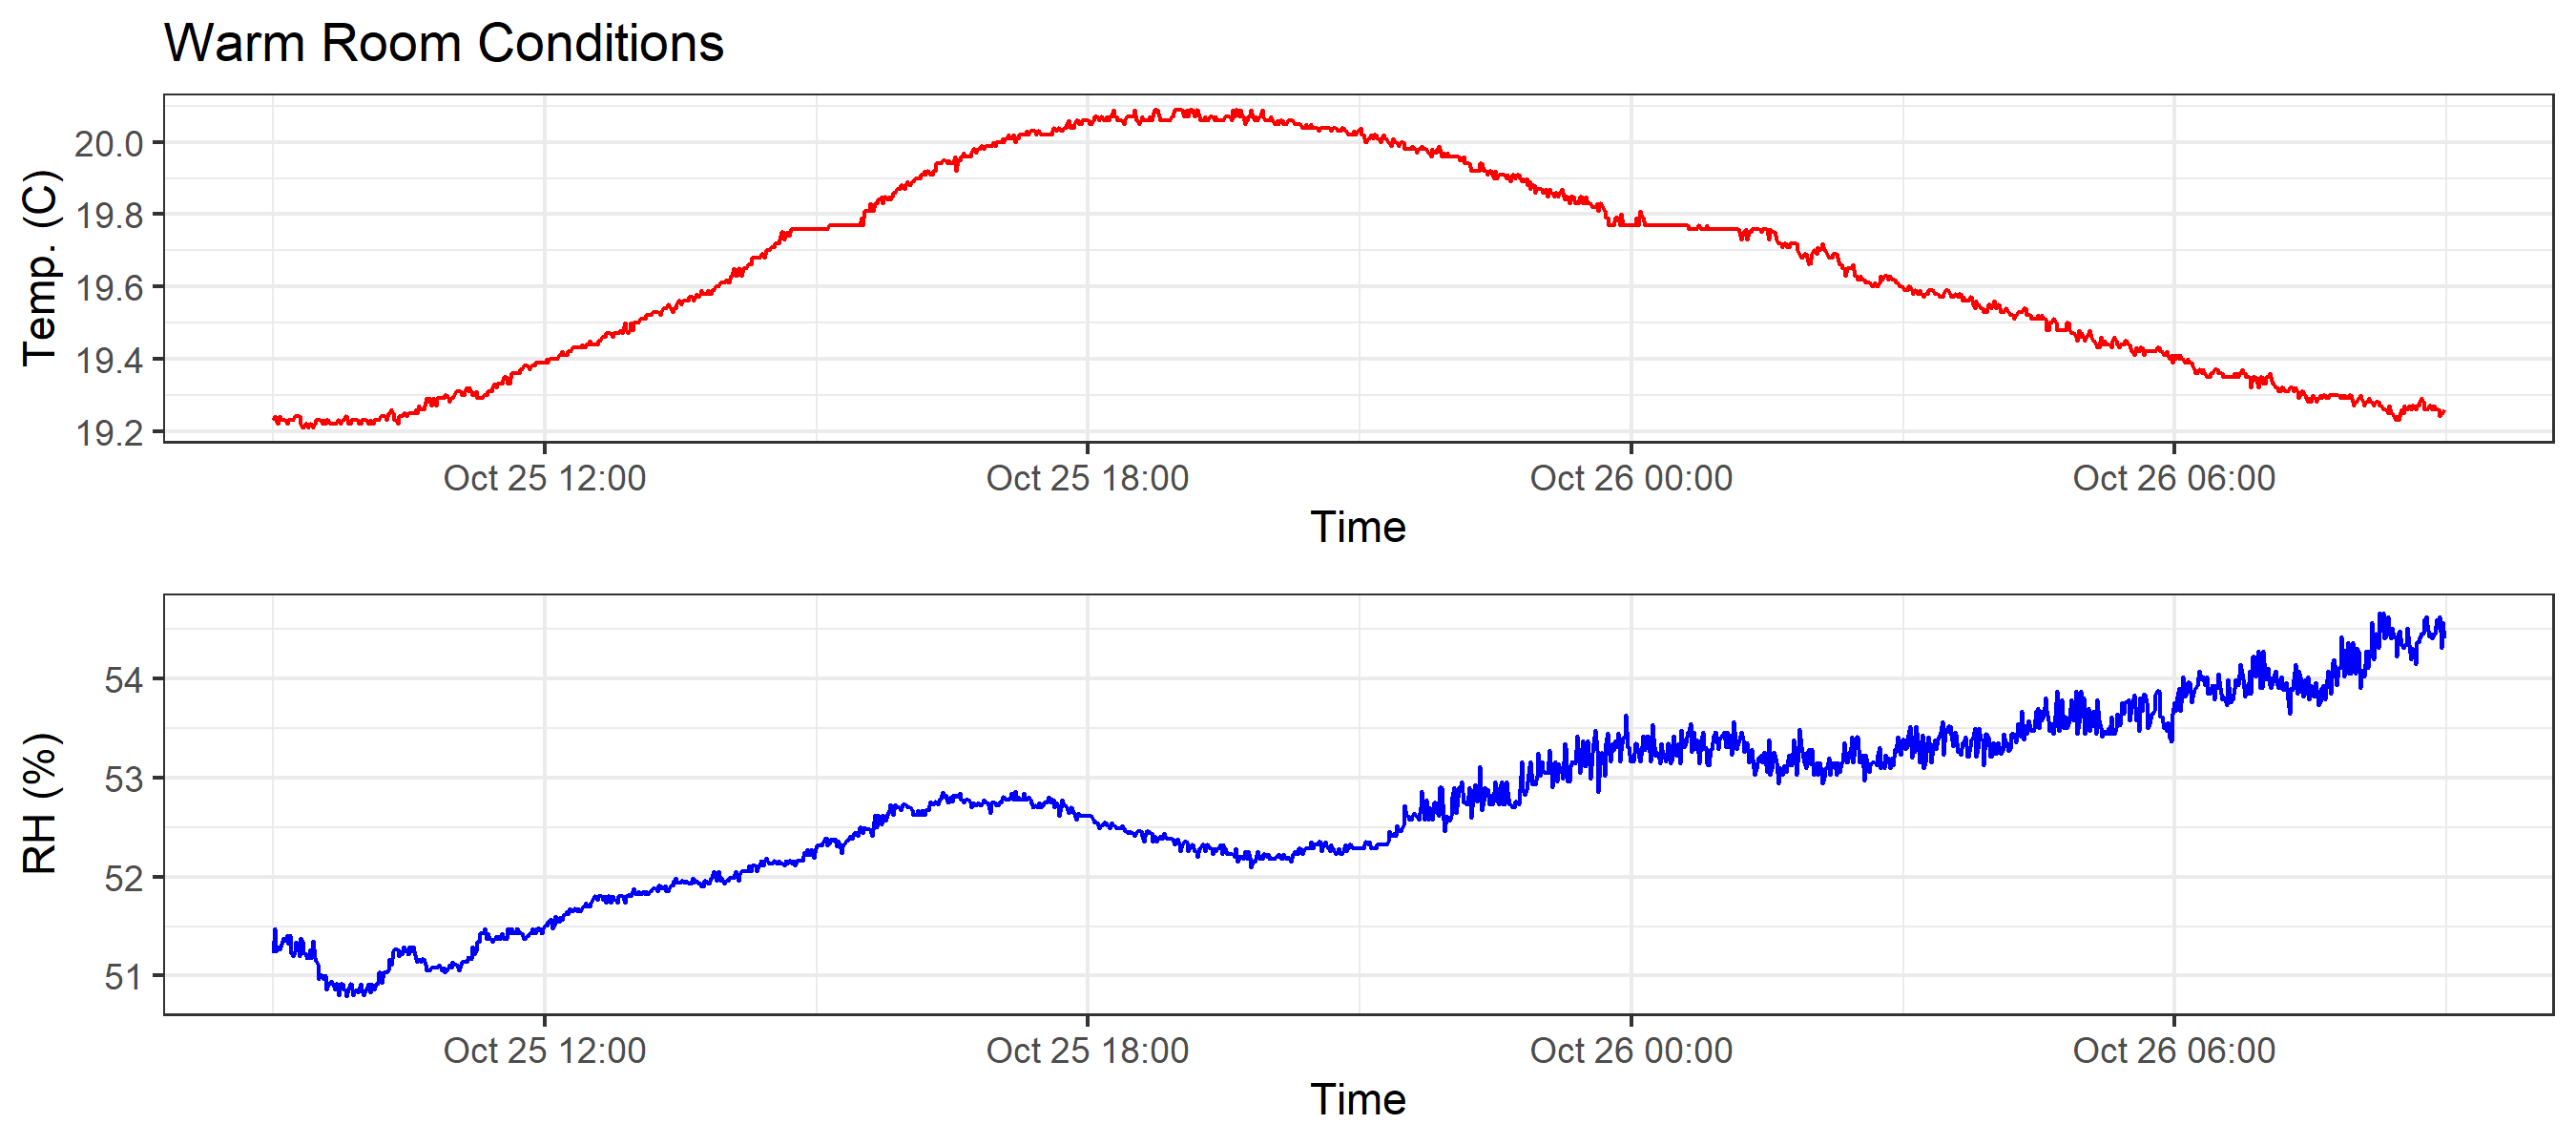 Warm Room Conditions
Temp. (C)
20.0
19.8
19.6
19.4
19.2
Oct 25 12:00 Oct 25 18:00 Oct 26 00:00 Oct 26 06:00
Time
RH (%)
54
53
52
51
Oct 25 12:00 Oct 25 18:00 Oct 26 00:00 Oct 26 06:00
Time